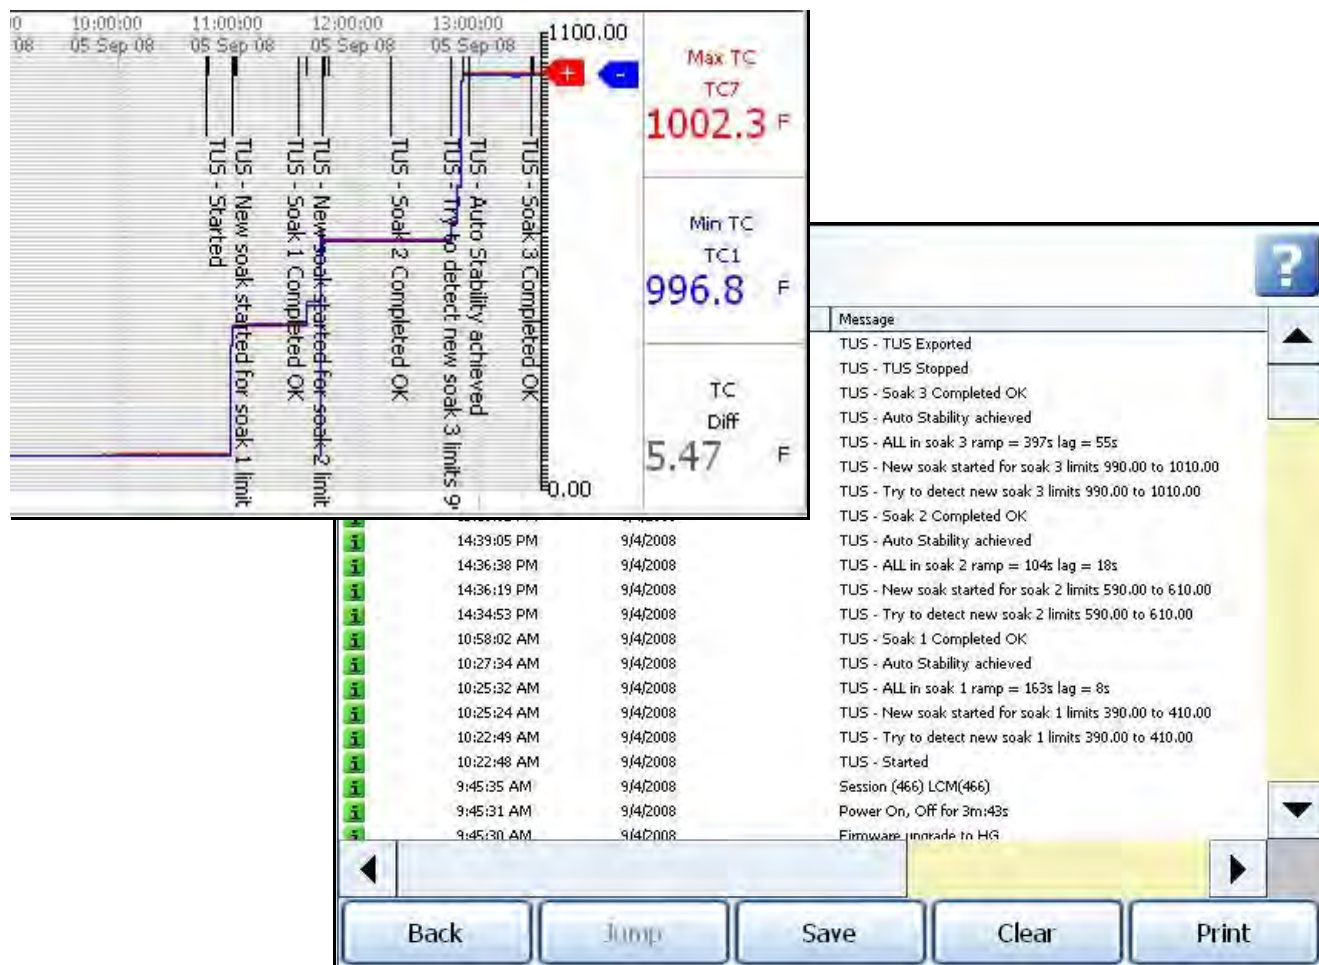 10:00:00 11:00:00 12:00:00 13:00:00
08 05 Sep 08 05 Sep 08 05 Sep 08 05 Sep 08
1100.00
0.00
TUS - Started
TUS - New soak started for soak 1 limit
TUS - Soak 1 Completed OK
TUS - New soak started for soak 2 limit
TUS - Soak 2 Completed OK
TUS - Try to detect new soak 3 limits 9
TUS - Auto Stability achieved
TUS - Soak 3 Completed OK
+ -
Max TC
TC7
1002.3 F
Min TC
TC1
996.8 F
TC
Diff
5.47 F
?
Message
TUS - TUS Exported
TUS - TUS Stopped
TUS - Soak 3 Completed OK
TUS - Auto Stability achieved
TUS - ALL in soak 3 ramp = 397s lag = 55s
TUS - New soak started for soak 3 limits 990.00 to 1010.00
TUS - Try to detect new soak 3 limits 990.00 to 1010.00
TUS - Soak 2 Completed OK
i 14:39:05 PM 9/4/2008 TUS - Auto Stability achieved
i 14:36:38 PM 9/4/2008 TUS - ALL in soak 2 ramp = 104s lag = 18s
i 14:36:19 PM 9/4/2008 TUS - New soak started for soak 2 limits 590.00 to 610.00
i 14:34:53 PM 9/4/2008 TUS - Try to detect new soak 2 limits 590.00 to 610.00
i 10:58:02 AM 9/4/2008 TUS - Soak 1 Completed OK
i 10:27:34 AM 9/4/2008 TUS - Auto Stability achieved
i 10:25:32 AM 9/4/2008 TUS - ALL in soak 1 ramp = 163s lag = 8s
i 10:25:24 AM 9/4/2008 TUS - New soak started for soak 1 limits 390.00 to 410.00
i 10:22:49 AM 9/4/2008 TUS - Try to detect new soak 1 limits 390.00 to 410.00
i 10:22:48 AM 9/4/2008 TUS - Started
i 9:45:35 AM 9/4/2008 Session (466) LCM(466)
i 9:45:31 AM 9/4/2008 Power On, Off for 3m:43s
i 9:45:30 AM 9/4/2008 Firmware upgrade to HG
Back Jump Save Clear Print